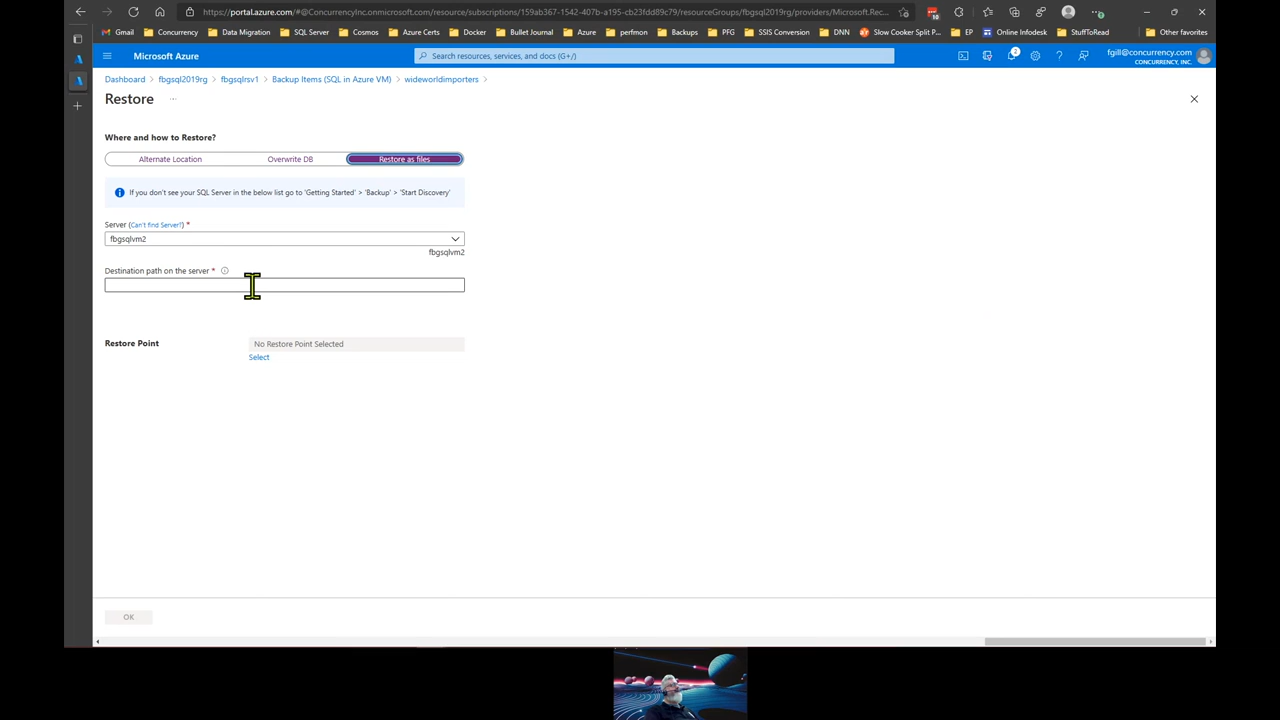 https://portal.azure.com/#@ConcurrencyInc.onmicrosoft.com/resource/subscriptions/159ab367-1542-407b-a195-cb23fdd89c79/resourceGroups/fbgsql2019rg/providers/Microsoft.Rec...
Gmail Concurrency Data Migration SQL Server Cosmos Azure Certs Docker Bullet Journal Azure perfmon Backups PFG SSIS Conversion DNN Slow Cooker Split P... EP Online Infodesk StuffToRead Other favorites
Microsoft Azure
Search resources, services, and docs (G+/)
2
fgill@concurrency.com
CONCURRENCY, INC.
Dashboard > fbgsql2019rg > fbgsqlrsv1 > Backup Items (SQL in Azure VM) > wideworldimporters >
Restore ...
Where and how to Restore?
Alternate Location Overwrite DB Restore as files
If you don't see your SQL Server in the below list go to 'Getting Started' > 'Backup' > 'Start Discovery'
Server (Can't find Server?) *
fbgsqlvm2
fbgsqlvm2
Destination path on the server *
Restore Point
No Restore Point Selected
Select
OK